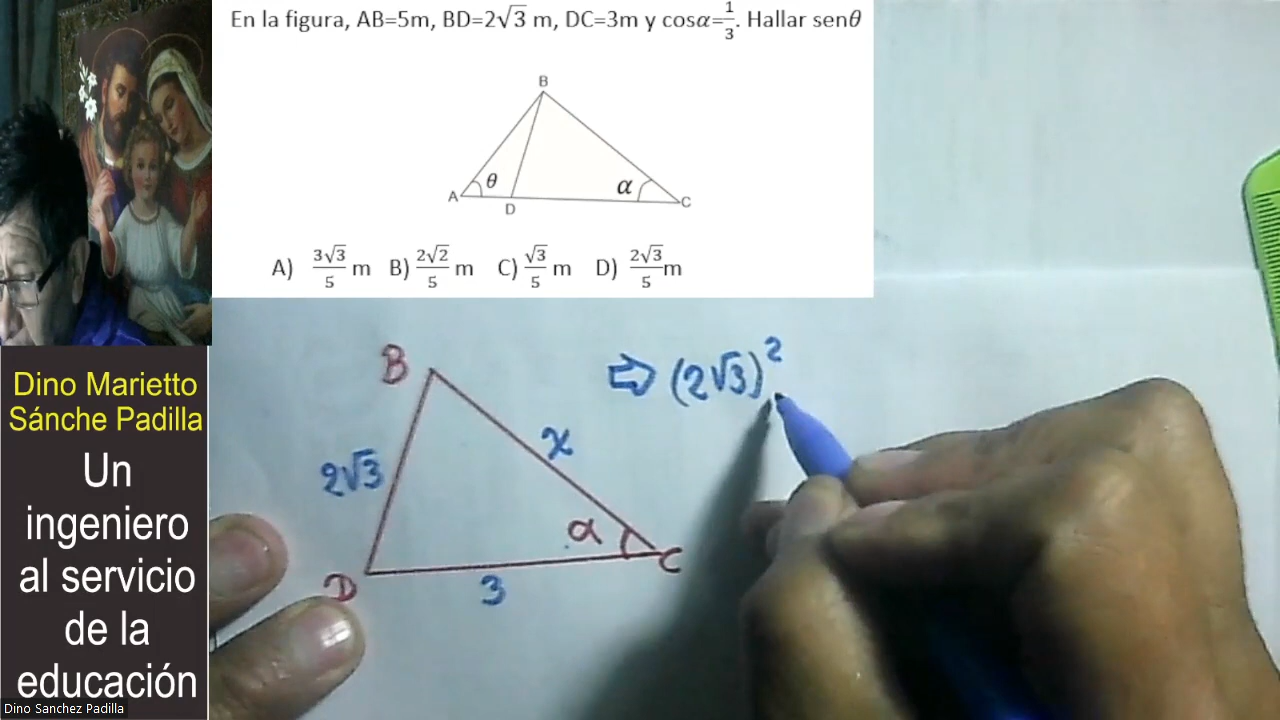 En la figura, AB=5m, BD=2√3 m, DC=3m y cosα=1/3. Hallar senθ
B
θ
α
A
D
C
A) 3√3/5 m B) 2√2/5 m C) √3/5 m D) 2√3/5 m
B
⇨ (2√3)²
x
2√3
α
D
C
3
Dino Marietto
Sánche Padilla
Un
ingeniero
al servicio
de la
educación
Dino Sanchez Padilla